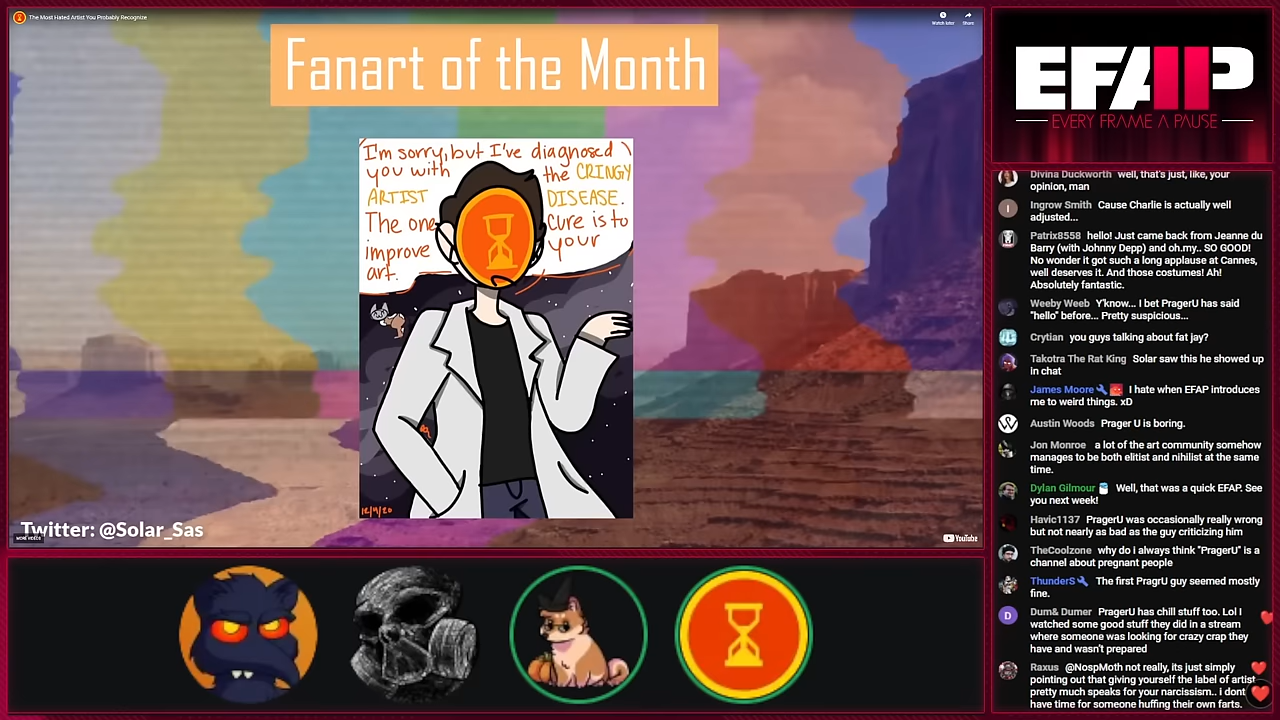 The Most Hated Artist You Probably Recognize
Watch later
Share
Fanart of the Month
I'm sorry, but I've diagnosed
you with the CRINGY
ARTIST DISEASE.
The one Cure is to
improve your
art.
12/9/20
Twitter: @Solar_Sas
MORE VIDEOS
YouTube
EFAP
EVERY FRAME A PAUSE
Divina Duckworth well, that's just, like, your
opinion, man
Ingrow Smith Cause Charlie is actually well
adjusted...
Patrix8558 hello! Just came back from Jeanne du
Barry (with Johnny Depp) and oh.my.. SO GOOD!
No wonder it got such a long applause at Cannes,
well deserves it. And those costumes! Ah!
Absolutely fantastic.
Weeby Weeb Y'know... I bet PragerU has said
"hello" before... Pretty suspicious...
Crytian you guys talking about fat jay?
Takotra The Rat King Solar saw this he showed up
in chat
James Moore I hate when EFAP introduces
me to weird things. xD
Austin Woods Prager U is boring.
Jon Monroe a lot of the art community somehow
manages to be both elitist and nihilist at the same
time.
Dylan Gilmour Well, that was a quick EFAP. See
you next week!
Havic1137 PragerU was occasionally really wrong
but not nearly as bad as the guy criticizing him
TheCoolzone why do i always think "PragerU" is a
channel about pregnant people
ThunderS The first PragrU guy seemed mostly
fine.
Dum& Dumer PragerU has chill stuff too. Lol I
watched some good stuff they did in a stream
where someone was looking for crazy crap they
have and wasn't prepared
Raxus @NospMoth not really, its just simply
pointing out that giving yourself the label of artist
pretty much speaks for your narcissism.. i dont
have time for someone huffing their own farts.